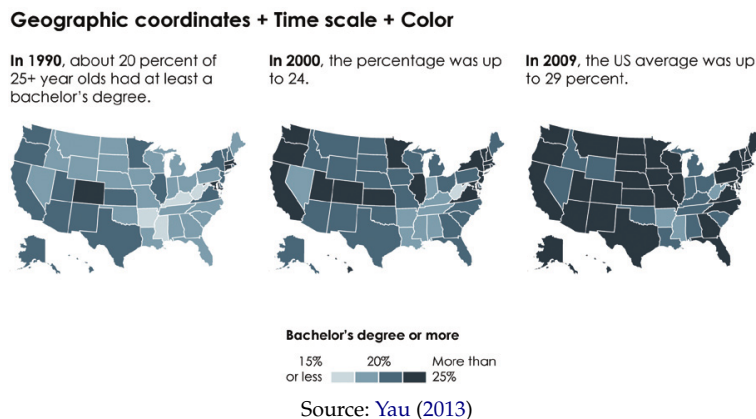 Geographic coordinates + Time scale + Color
In 1990, about 20 percent of
25+ year olds had at least a
bachelor's degree.
In 2000, the percentage was up
to 24.
In 2009, the US average was up
to 29 percent.
Bachelor's degree or more
15% 20% More than
or less 25%
Source: Yau (2013)